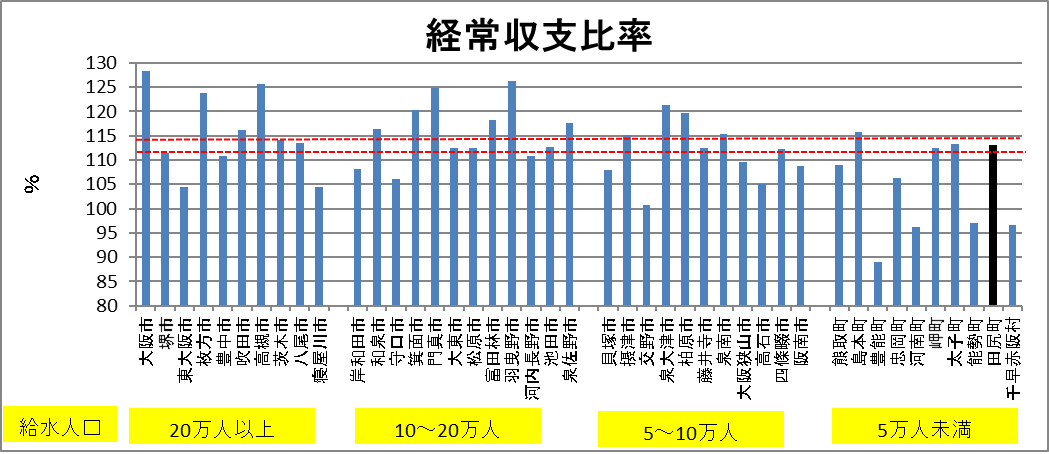 経常収支比率
%
130
125
120
115
110
105
100
95
90
85
80
大阪市
堺市
東大阪市
枚方市
豊中市
吹田市
高槻市
茨木市
八尾市
寝屋川市
岸和田市
和泉市
守口市
箕面市
門真市
大東市
松原市
富田林市
羽曳野市
河内長野市
池田市
泉佐野市
貝塚市
摂津市
交野市
泉大津市
柏原市
藤井寺市
泉南市
大阪狭山市
高石市
四條畷市
阪南市
熊取町
島本町
豊能町
忠岡町
河南町
岬町
太子町
能勢町
田尻町
千早赤阪村
給水人口
20万人以上
10～20万人
5～10万人
5万人未満